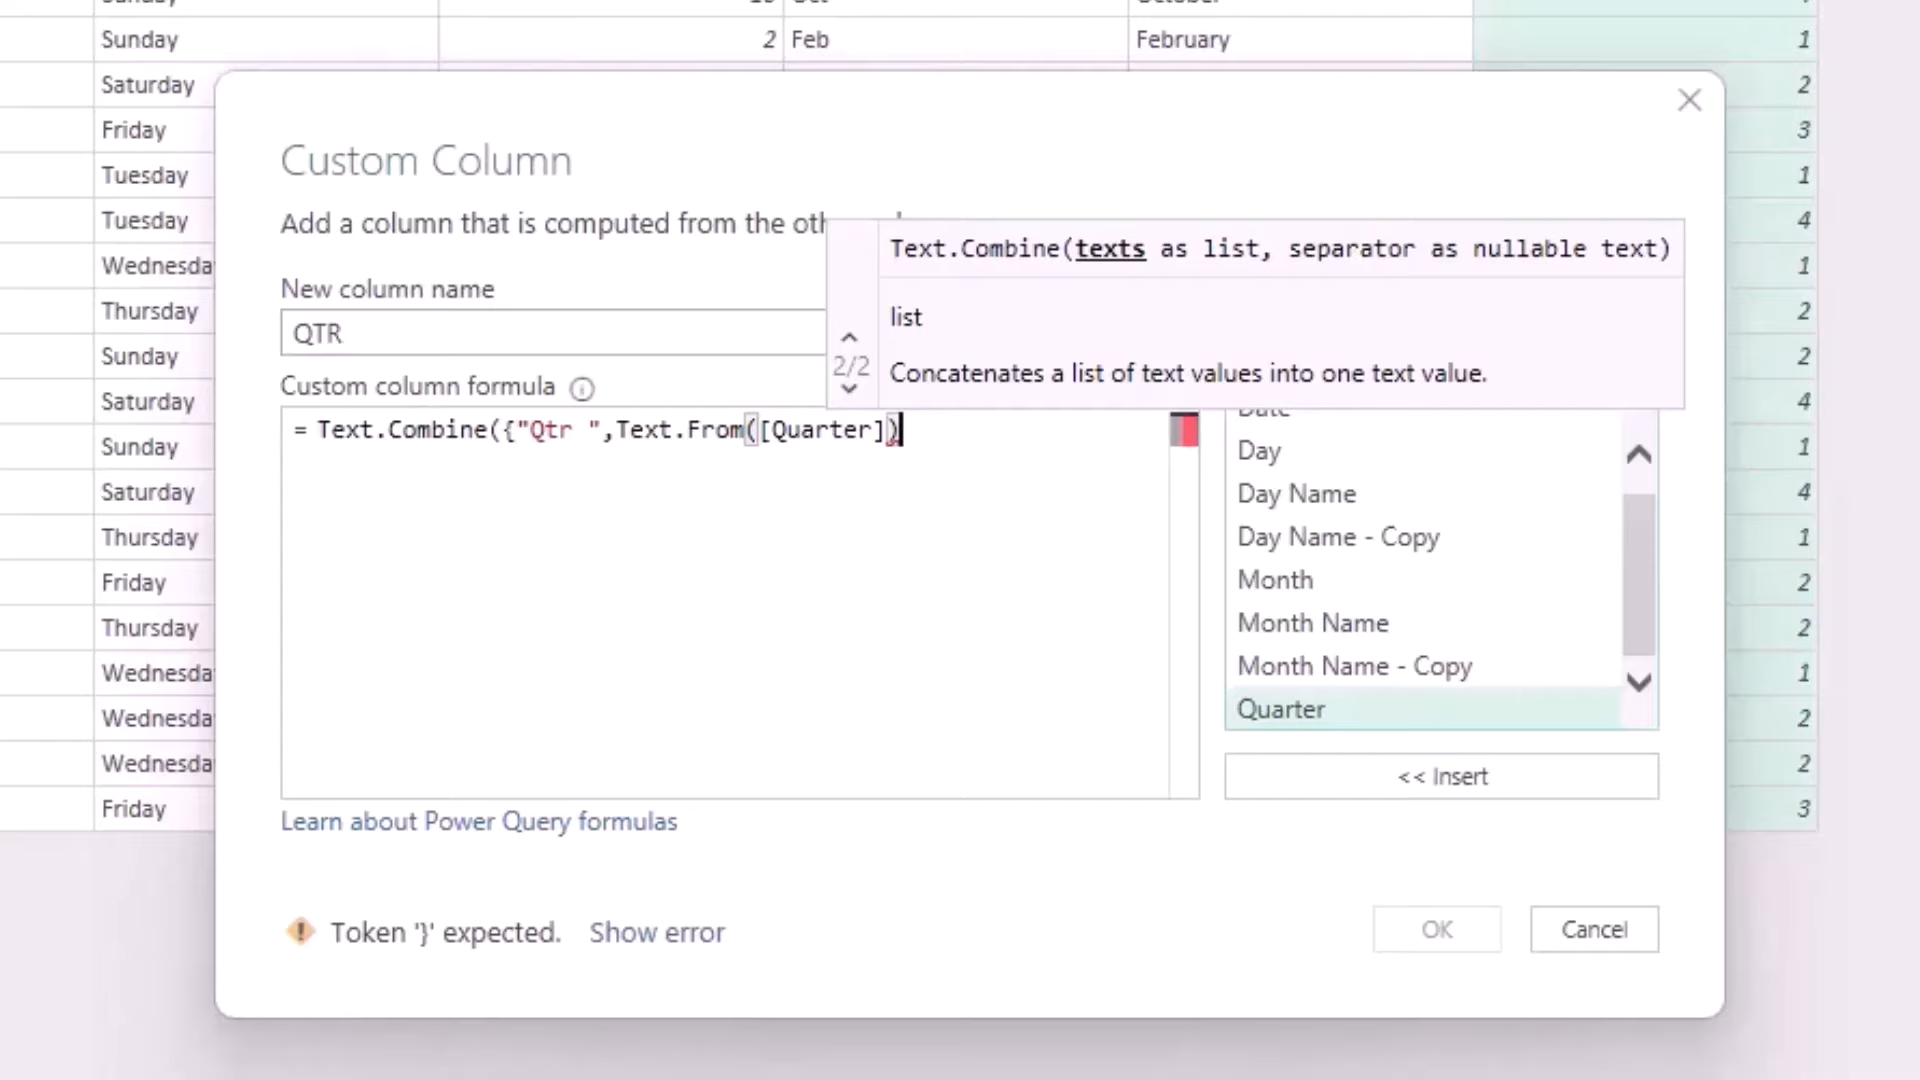 Sunday 2 Feb February 1
Saturday 2
Friday 3
Tuesday 1
Tuesday 4
Wednesda 1
Thursday 2
Sunday 2
Saturday 4
Sunday 1
Saturday 4
Thursday 1
Friday 2
Thursday 2
Wednesda 1
Wednesda 2
Wednesda 2
Friday 3
Custom Column
Add a column that is computed from the oth
Text.Combine(texts as list, separator as nullable text)
New column name
list
QTR
2/2
Concatenates a list of text values into one text value.
Custom column formula
= Text.Combine({"Qtr ",Text.From([Quarter])
Date
Day
Day Name
Day Name - Copy
Month
Month Name
Month Name - Copy
Quarter
<< Insert
Learn about Power Query formulas
Token '}' expected. Show error
OK
Cancel